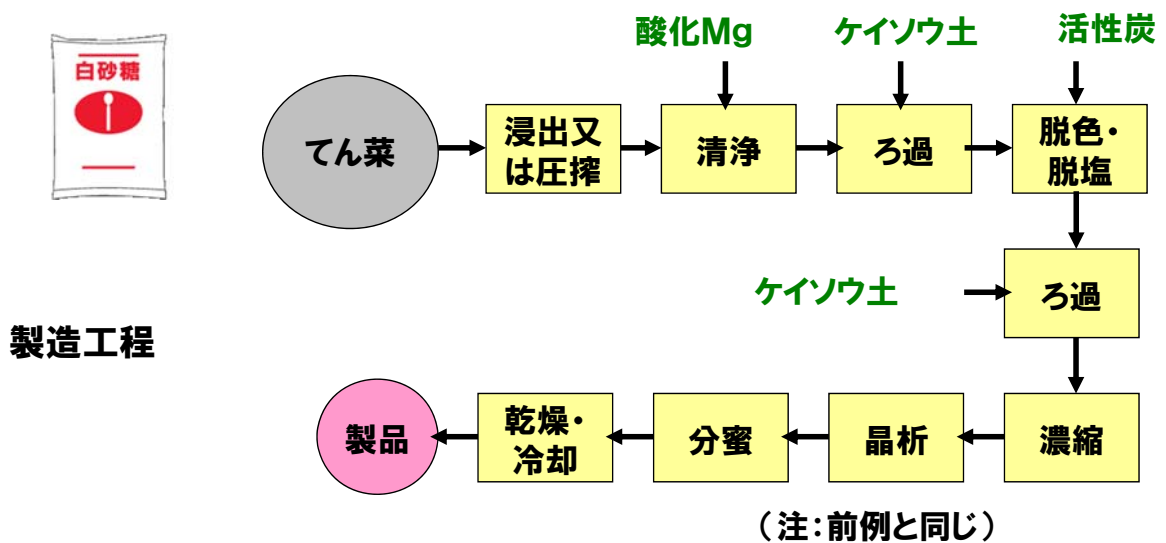 酸化Mg
ケイソウ土
活性炭
白砂糖
てん菜
浸出又
は圧搾
清浄
ろ過
脱色・
脱塩
ケイソウ土
ろ過
製造工程
製品
乾燥・
冷却
分蜜
晶析
濃縮
（注：前例と同じ）